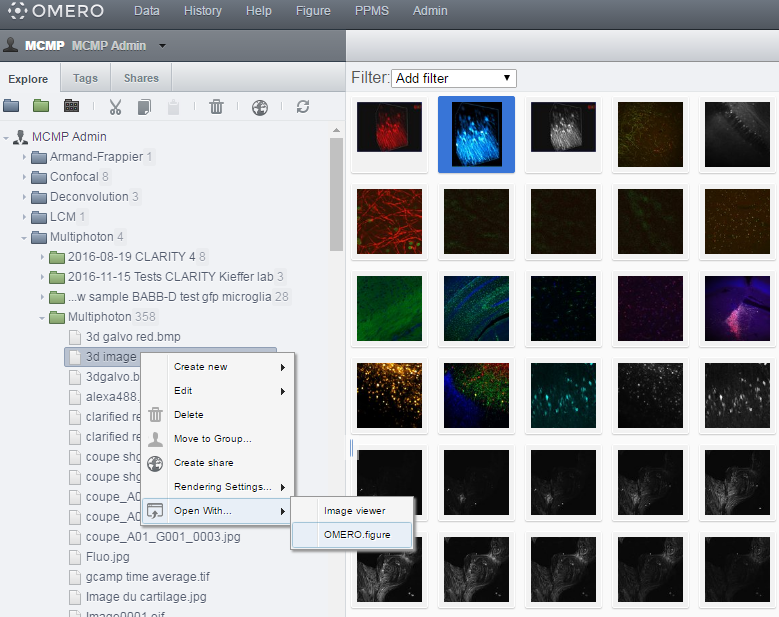 OMERO Data History Help Figure PPMS Admin
MCMP MCMP Admin
Explore Tags Shares
Filter: Add filter
MCMP Admin
Armand-Frappier 1
Confocal 8
Deconvolution 3
LCM 1
Multiphoton 4
2016-08-19 CLARITY 4 8
2016-11-15 Tests CLARITY Kieffer lab 3
...w sample BABB-D test gfp microglia 28
Multiphoton 358
3d galvo red.bmp
3d image
3dgalvo.b
alexa488.
clarified re
clarified re
coupe shg
coupe shg
coupe_A0
coupe_A0
coupe_A01_G001_0003.jpg
Fluo.jpg
gcamp time average.tif
Image du cartilage.jpg
Image0001.oif
Create new
Edit
Delete
Move to Group...
Create share
Rendering Settings...
Open With...
Image viewer
OMERO.figure